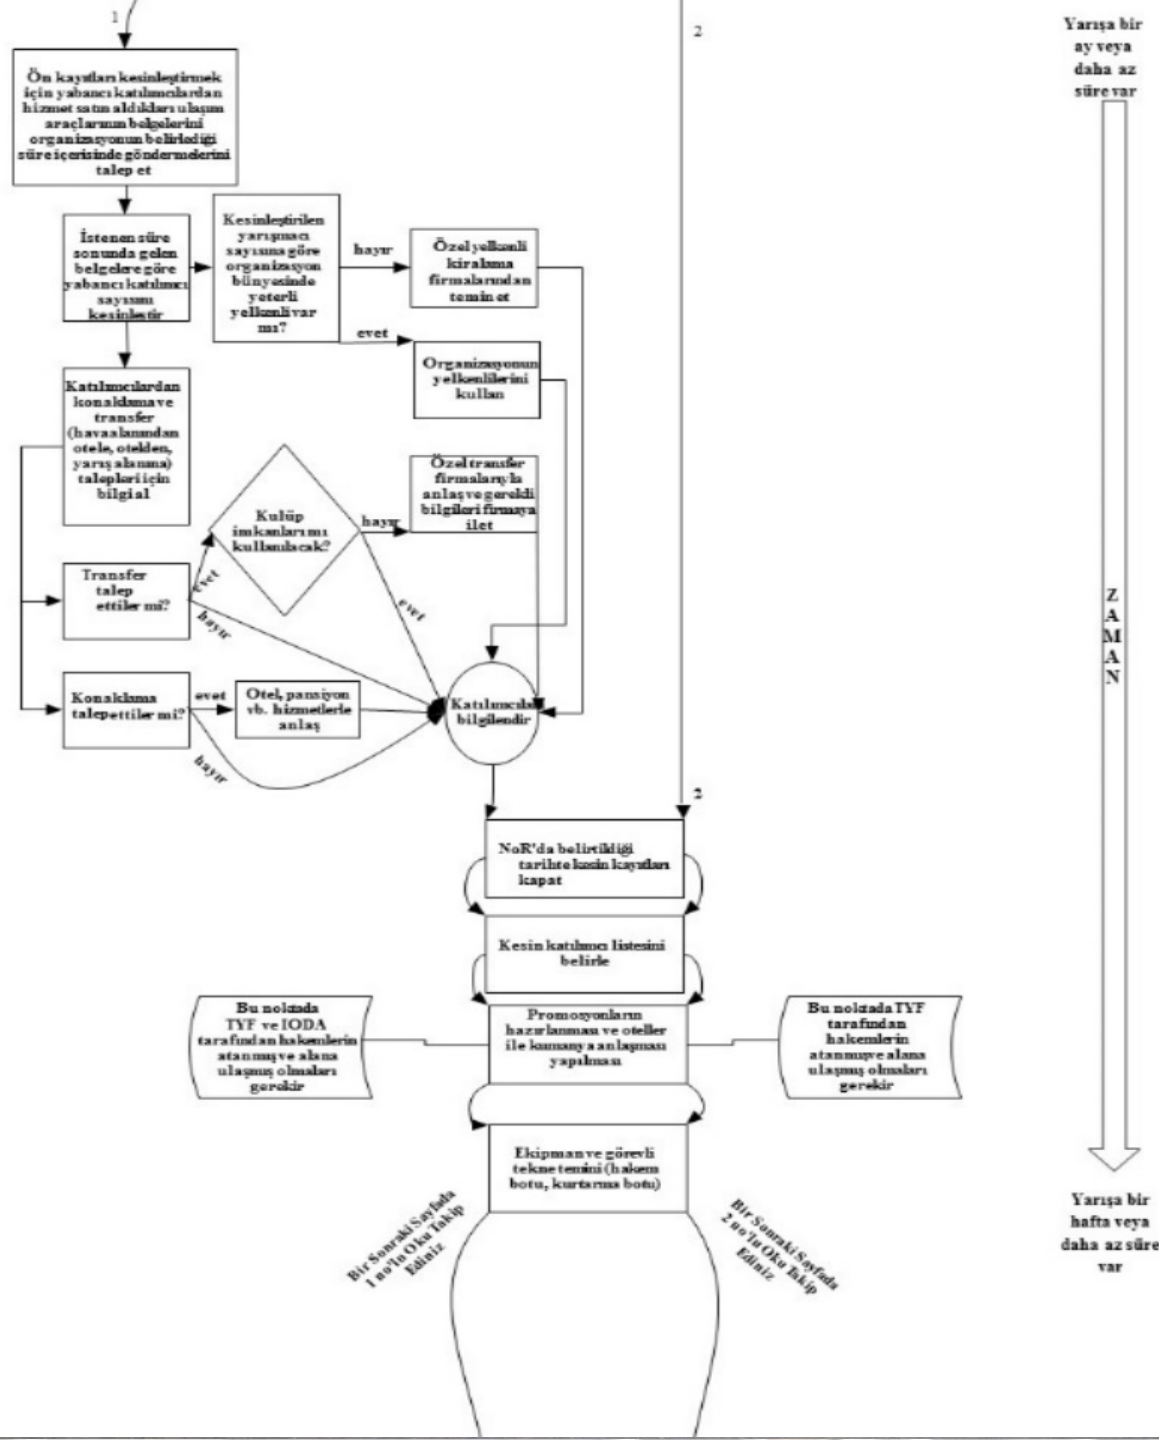 1
2
Yarışa bir
ay veya
daha az
süre var
Ön kayıtları kesinleştirmek
için yabancı katılımcılardan
hizmet satın aldıkları ulaşım
araçlarının belgelerini
organizasyonun belirlediği
süre içerisinde göndermelerini
talep et
İstenen süre
sonunda gelen
belgelere göre
yabancı katılımcı
sayısını
kesinleştir
Kesinleştirilen
yarışmacı
sayısına göre
organizasyon
bünyesinde
yeterli
yelkenli var
mı?
hayır
Özel yelkenli
kiralama
firmalarından
temin et
evet
Organizasyonun
yelkenlilerini
kullan
Katılımcılardan
konaklama ve
transfer
(havaalanından
otele, otelden,
yarış alanına)
talepleri için
bilgi al
Kulüp
imkanları mı
kullanılacak?
hayır
Özel transfer
firmalarıyla
anlaş ve gerekli
bilgileri firmaya
ilet
Transfer
talep
ettiler mi?
evet
hayır
evet
Konaklama
talep ettiler mi?
evet
Otel, pansiyon
vb. hizmetlerle
anlaş
hayır
Katılımcıları
bilgilendir
Z
A
M
A
N
2
NoR'da belirtildiği
tarihte kesin kayıtları
kapat
Kesin katılımcı listesini
belirle
Bu noktada
TYF ve IODA
tarafından hakemlerin
atanmış ve alana
ulaşmış olmaları
gerekir
Promosyonların
hazırlanması ve oteller
ile kumanya anlaşması
yapılması
Bu noktada TYF
tarafından
hakemlerin
atanmış ve alana
ulaşmış olmaları
gerekir
Ekipman ve görevli
tekne temini (hakem
botu, kurtarma botu)
Bir Sonraki Sayfada
1 no'lu Oku Takip
Ediniz
Bir Sonraki Sayfada
2 no'lu Oku Takip
Ediniz
Yarışa bir
hafta veya
daha az süre
var